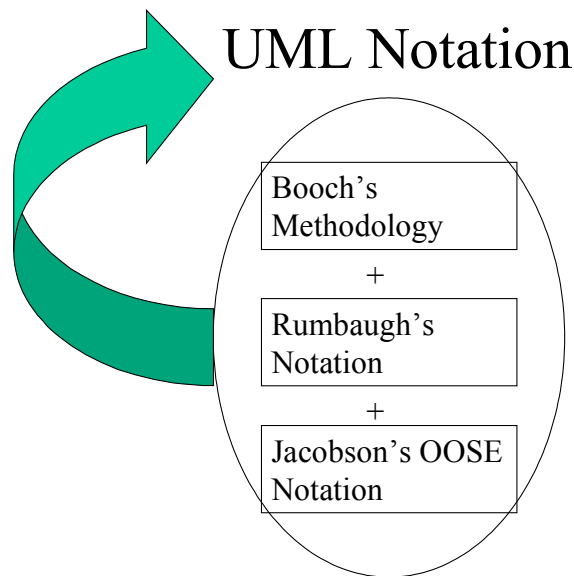 UML Notation
Booch’s
Methodology
+
Rumbaugh’s
Notation
+
Jacobson’s OOSE
Notation